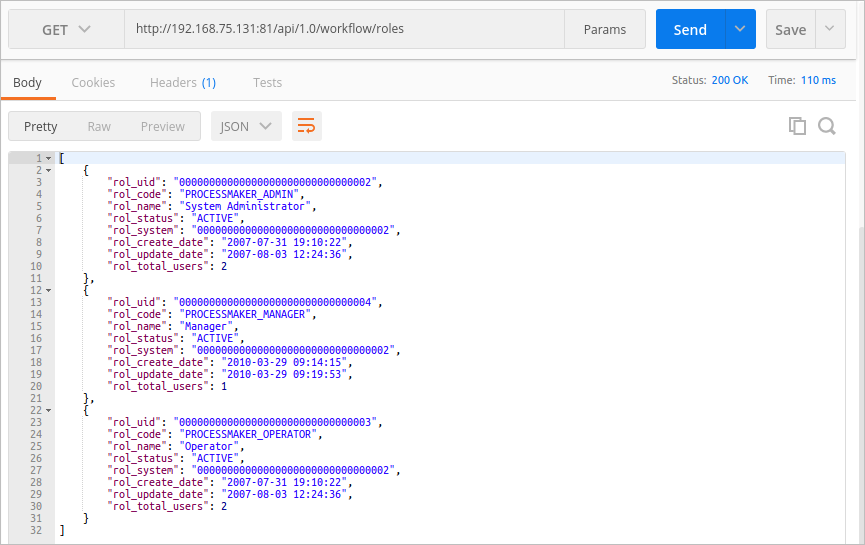 GET http://192.168.75.131:81/api/1.0/workflow/roles Params Send Save
Body Cookies Headers (1) Tests Status: 200 OK Time: 110 ms
Pretty Raw Preview JSON
1 [
2 {
3 "rol_uid": "00000000000000000000000000000002",
4 "rol_code": "PROCESSMAKER_ADMIN",
5 "rol_name": "System Administrator",
6 "rol_status": "ACTIVE",
7 "rol_system": "00000000000000000000000000000002",
8 "rol_create_date": "2007-07-31 19:10:22",
9 "rol_update_date": "2007-08-03 12:24:36",
10 "rol_total_users": 2
11 },
12 {
13 "rol_uid": "00000000000000000000000000000004",
14 "rol_code": "PROCESSMAKER_MANAGER",
15 "rol_name": "Manager",
16 "rol_status": "ACTIVE",
17 "rol_system": "00000000000000000000000000000002",
18 "rol_create_date": "2010-03-29 09:14:15",
19 "rol_update_date": "2010-03-29 09:19:53",
20 "rol_total_users": 1
21 },
22 {
23 "rol_uid": "00000000000000000000000000000003",
24 "rol_code": "PROCESSMAKER_OPERATOR",
25 "rol_name": "Operator",
26 "rol_status": "ACTIVE",
27 "rol_system": "00000000000000000000000000000002",
28 "rol_create_date": "2007-07-31 19:10:22",
29 "rol_update_date": "2007-08-03 12:24:36",
30 "rol_total_users": 2
31 }
32 ]